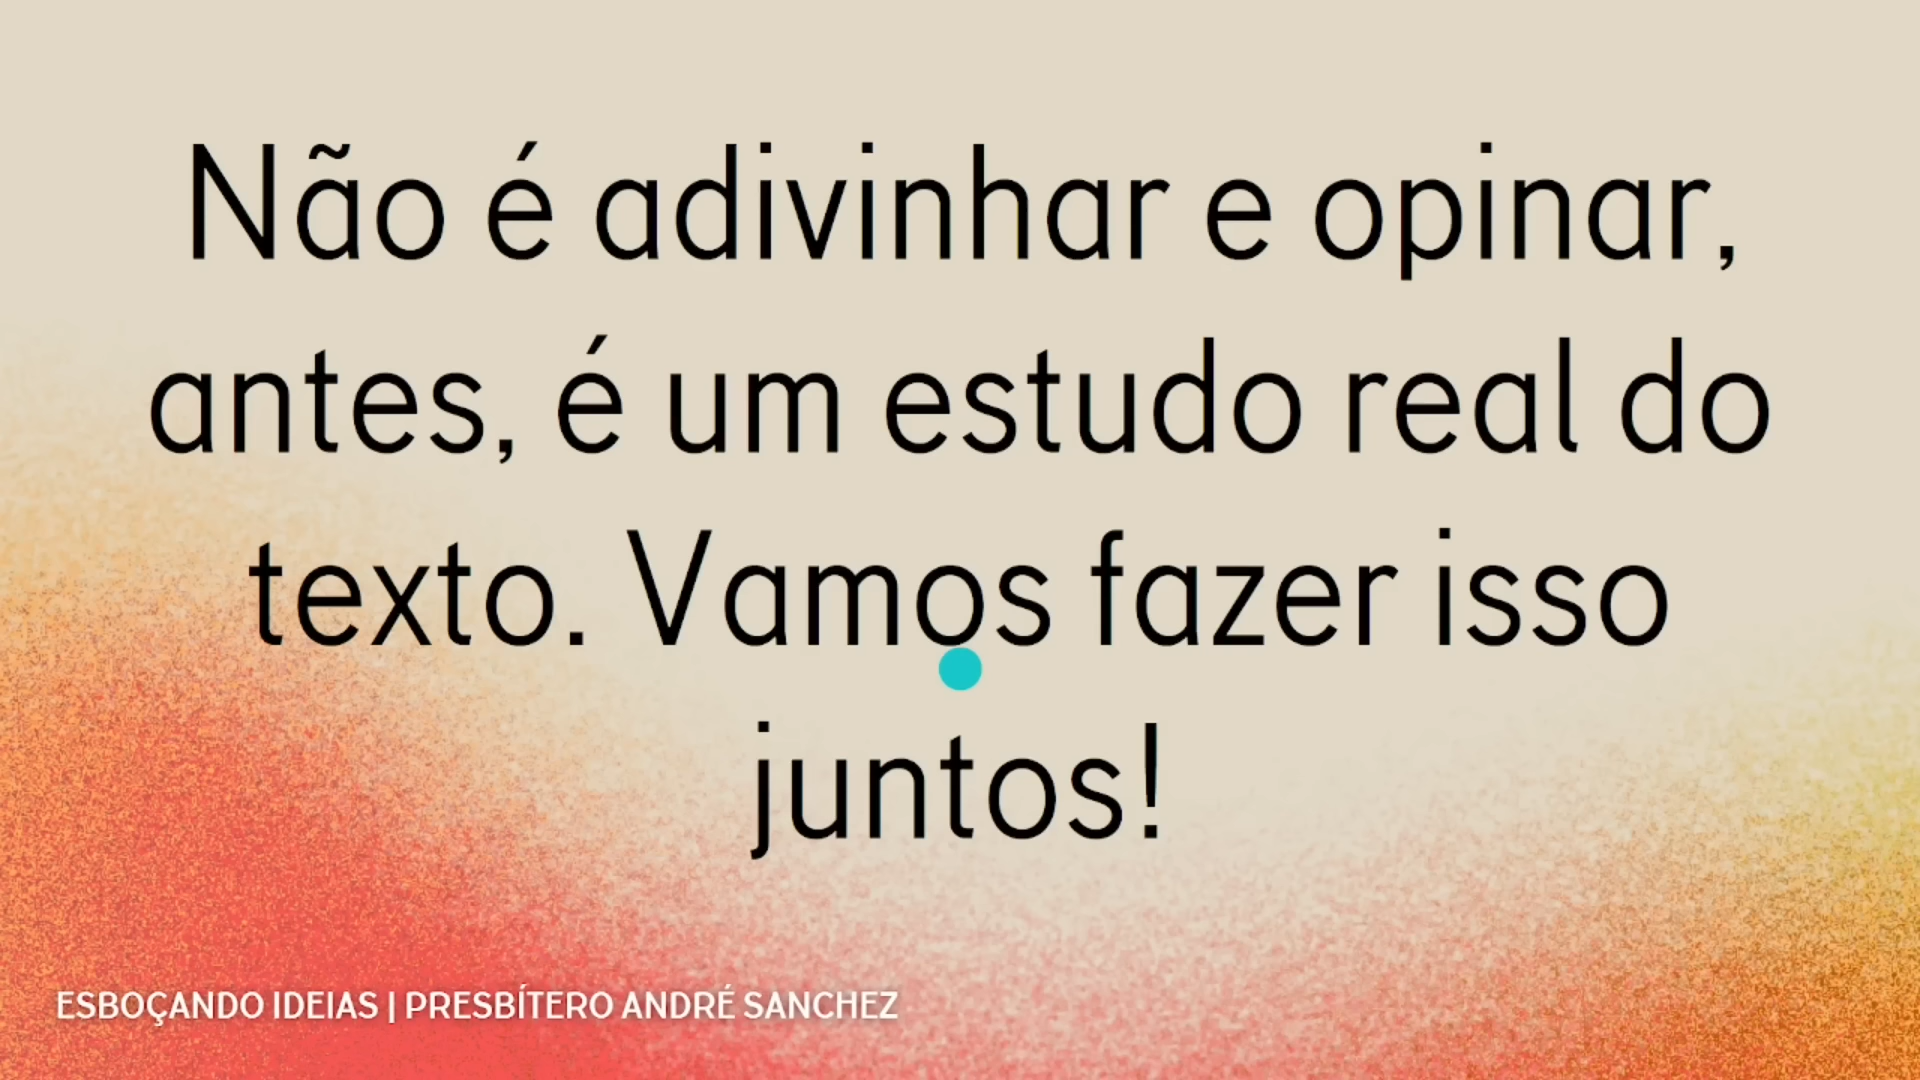 Não é adivinhar e opinar,
antes, é um estudo real do
texto. Vamos fazer isso
juntos!
ESBOÇANDO IDEIAS | PRESBÍTERO ANDRÉ SANCHEZ